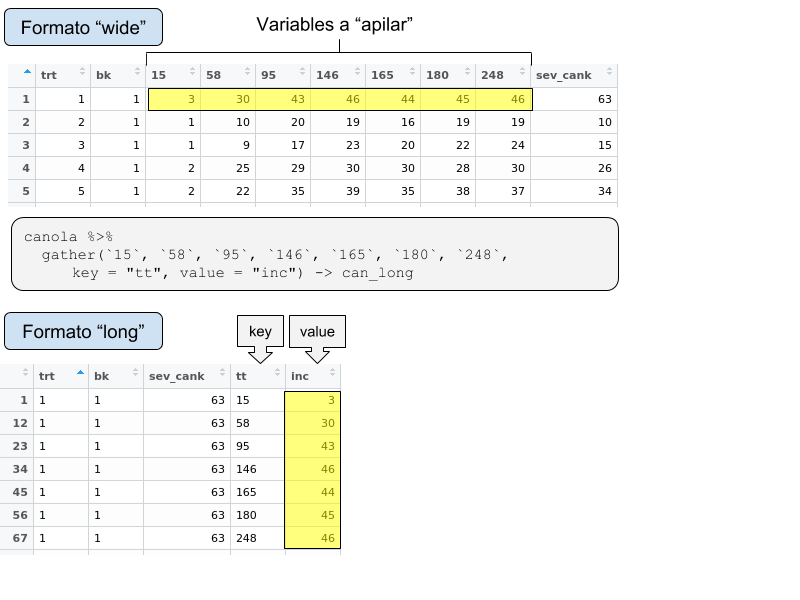 Formato “wide”
Variables a “apilar”
trt bk 15 58 95 146 165 180 248 sev_cank
1 1 1 3 30 43 46 44 45 46 63
2 2 1 1 10 20 19 16 19 19 10
3 3 1 1 9 17 23 20 22 24 15
4 4 1 2 25 29 30 30 28 30 26
5 5 1 2 22 35 39 35 38 37 34
canola %>%
gather(`15`, `58`, `95`, `146`, `165`, `180`, `248`,
key = "tt", value = "inc") -> can_long
Formato “long”
key value
trt bk sev_cank tt inc
1 1 1 63 15 3
12 1 1 63 58 30
23 1 1 63 95 43
34 1 1 63 146 46
45 1 1 63 165 44
56 1 1 63 180 45
67 1 1 63 248 46